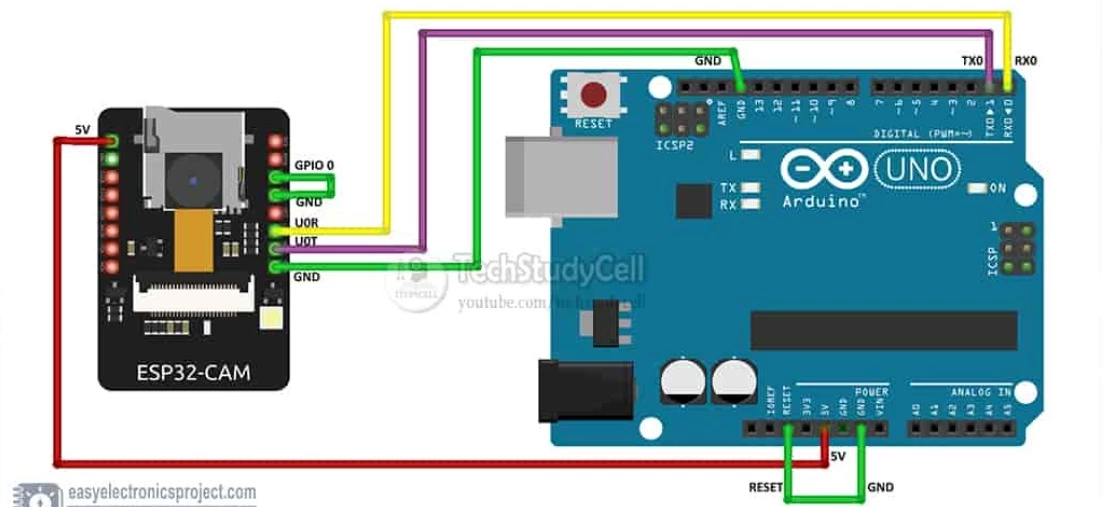 GND
TX0
RX0
5V
GPIO 0
GND
U0R
U0T
GND
ESP32-CAM
RESET
ICSP2
AREF
GND
13
12
~11
~10
~9
8
7
~6
~5
4
~3
2
TX0 ▶ 1
RX0 ◀ 0
DIGITAL (PWM=~)
L
TX
RX
UNO
Arduino™
ON
1
ICSP
TechStudyCell
POWER
ANALOG IN
IOREF
RESET
3V3
5V
GND
GND
VIN
A0
A1
A2
A3
A4
A5
5V
RESET
GND
easyelectronicsproject.com